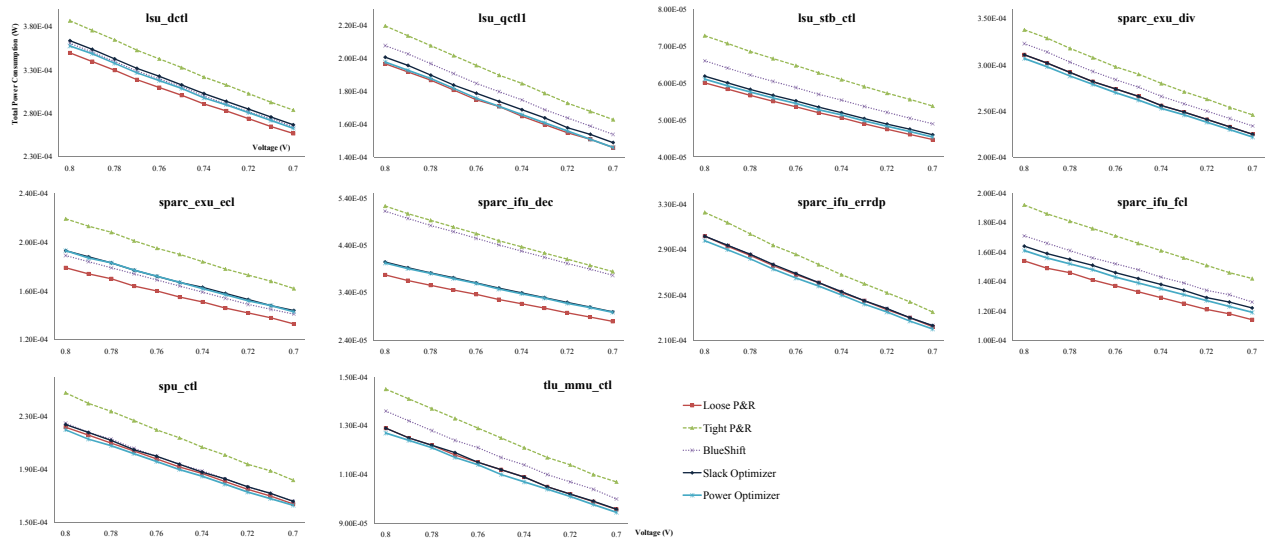 lsu_dctl
Total Power Consumption (W)
3.80E-04
3.30E-04
2.80E-04
2.30E-04
Voltage (V)
0.8 0.78 0.76 0.74 0.72 0.7
lsu_qctl1
2.20E-04
2.00E-04
1.80E-04
1.60E-04
1.40E-04
0.8 0.78 0.76 0.74 0.72 0.7
lsu_stb_ctl
8.00E-05
7.00E-05
6.00E-05
5.00E-05
4.00E-05
0.8 0.78 0.76 0.74 0.72 0.7
sparc_exu_div
3.50E-04
3.00E-04
2.50E-04
2.00E-04
0.8 0.78 0.76 0.74 0.72 0.7
sparc_exu_ecl
2.40E-04
2.00E-04
1.60E-04
1.20E-04
0.8 0.78 0.76 0.74 0.72 0.7
sparc_ifu_dec
5.40E-05
4.40E-05
3.40E-05
2.40E-05
0.8 0.78 0.76 0.74 0.72 0.7
sparc_ifu_errdp
3.30E-04
2.90E-04
2.50E-04
2.10E-04
0.8 0.78 0.76 0.74 0.72 0.7
sparc_ifu_fcl
2.00E-04
1.80E-04
1.60E-04
1.40E-04
1.20E-04
1.00E-04
0.8 0.78 0.76 0.74 0.72 0.7
spu_ctl
2.30E-04
1.90E-04
1.50E-04
0.8 0.78 0.76 0.74 0.72 0.7
tlu_mmu_ctl
1.50E-04
1.30E-04
1.10E-04
9.00E-05
0.8 0.78 0.76 0.74 0.72 0.7
Voltage (V)
Loose P&R
Tight P&R
BlueShift
Slack Optimizer
Power Optimizer